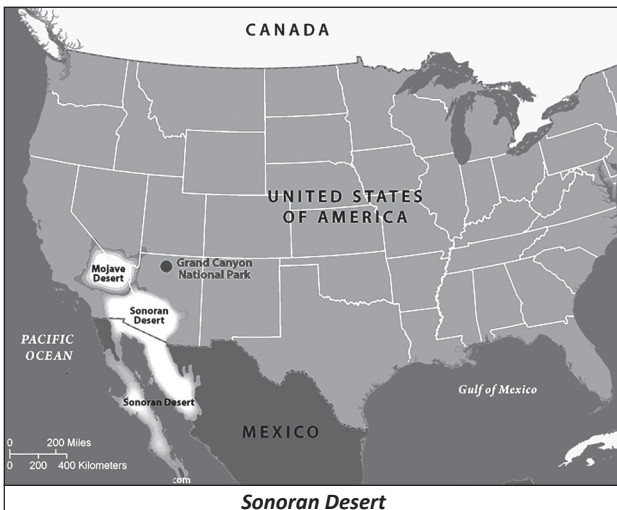 CANADA
UNITED STATES
OF AMERICA
Grand Canyon
National Park
Mojave
Desert
Sonoran
Desert
PACIFIC
OCEAN
Gulf of Mexico
Sonoran Desert
MEXICO
0 200 Miles
0 200 400 Kilometers
com
Sonoran Desert